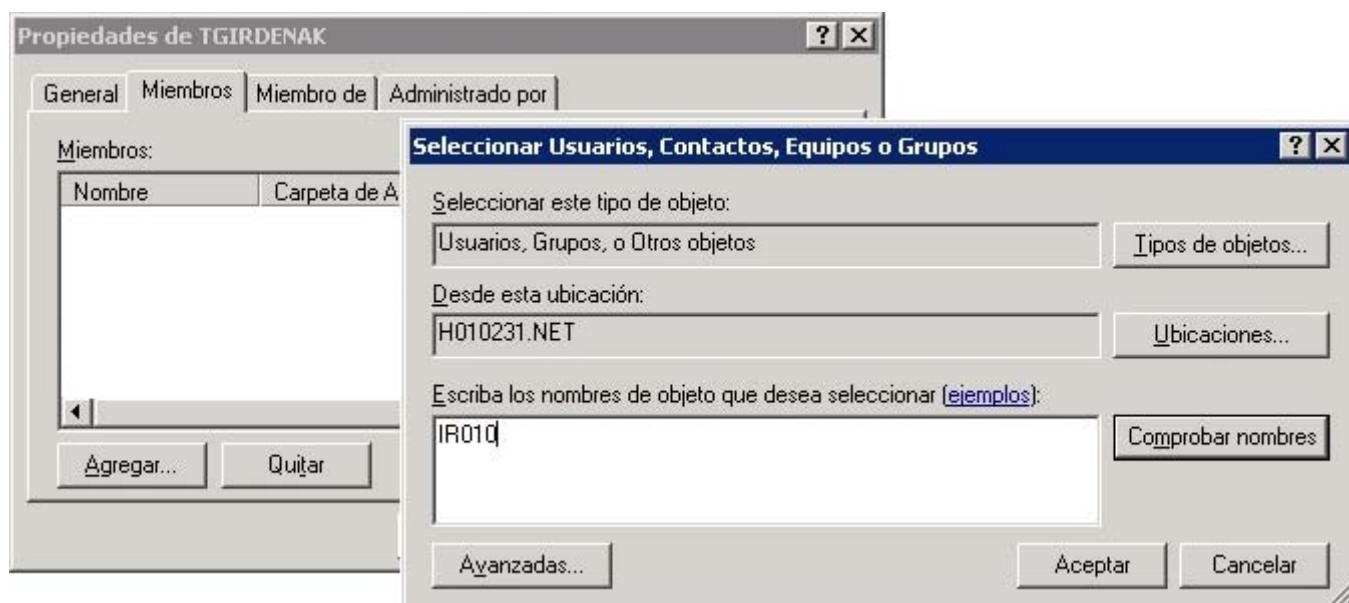 Propiedades de TGIRDENAK
General Miembros Miembro de Administrado por
Miembros:
Nombre Carpeta de A
Agregar... Quitar
Seleccionar Usuarios, Contactos, Equipos o Grupos
Seleccionar este tipo de objeto:
Usuarios, Grupos, o Otros objetos Tipos de objetos...
Desde esta ubicación:
H010231.NET Ubicaciones...
Escriba los nombres de objeto que desea seleccionar (ejemplos):
IR010 Comprobar nombres
Avanzadas... Aceptar Cancelar